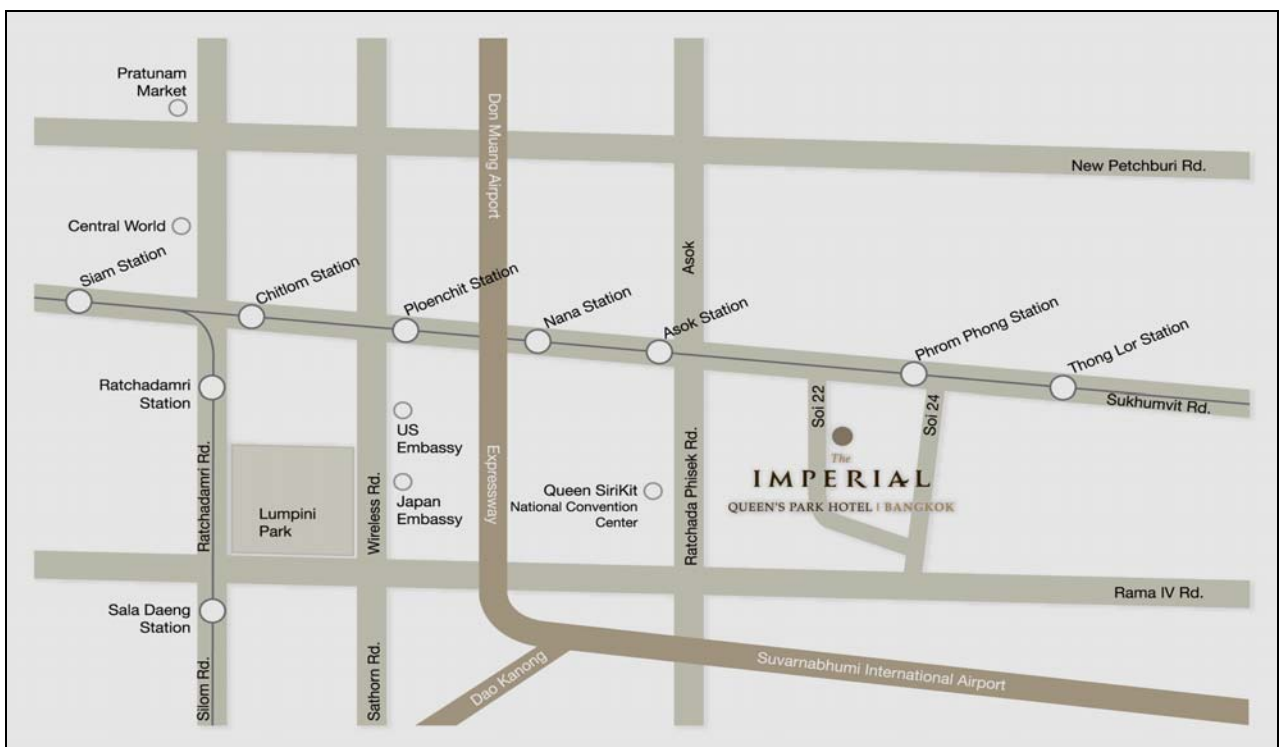 Pratunam
Market
Don Muang Airport
New Petchburi Rd.
Central World
Siam Station
Chitlom Station
Ploenchit Station
Nana Station
Asok
Asok Station
Phrom Phong Station
Thong Lor Station
Sukhumvit Rd.
Ratchadamri
Station
Ratchadamri Rd.
Lumpini
Park
Wireless Rd.
US
Embassy
Japan
Embassy
Expressway
Queen SiriKit
National Convention
Center
Ratchada Phisek Rd.
Soi 22
Soi 24
The
IMPERIAL
QUEEN'S PARK HOTEL | BANGKOK
Rama IV Rd.
Sala Daeng
Station
Silom Rd.
Sathorn Rd.
Dao Kanong
Suvarnabhumi International Airport